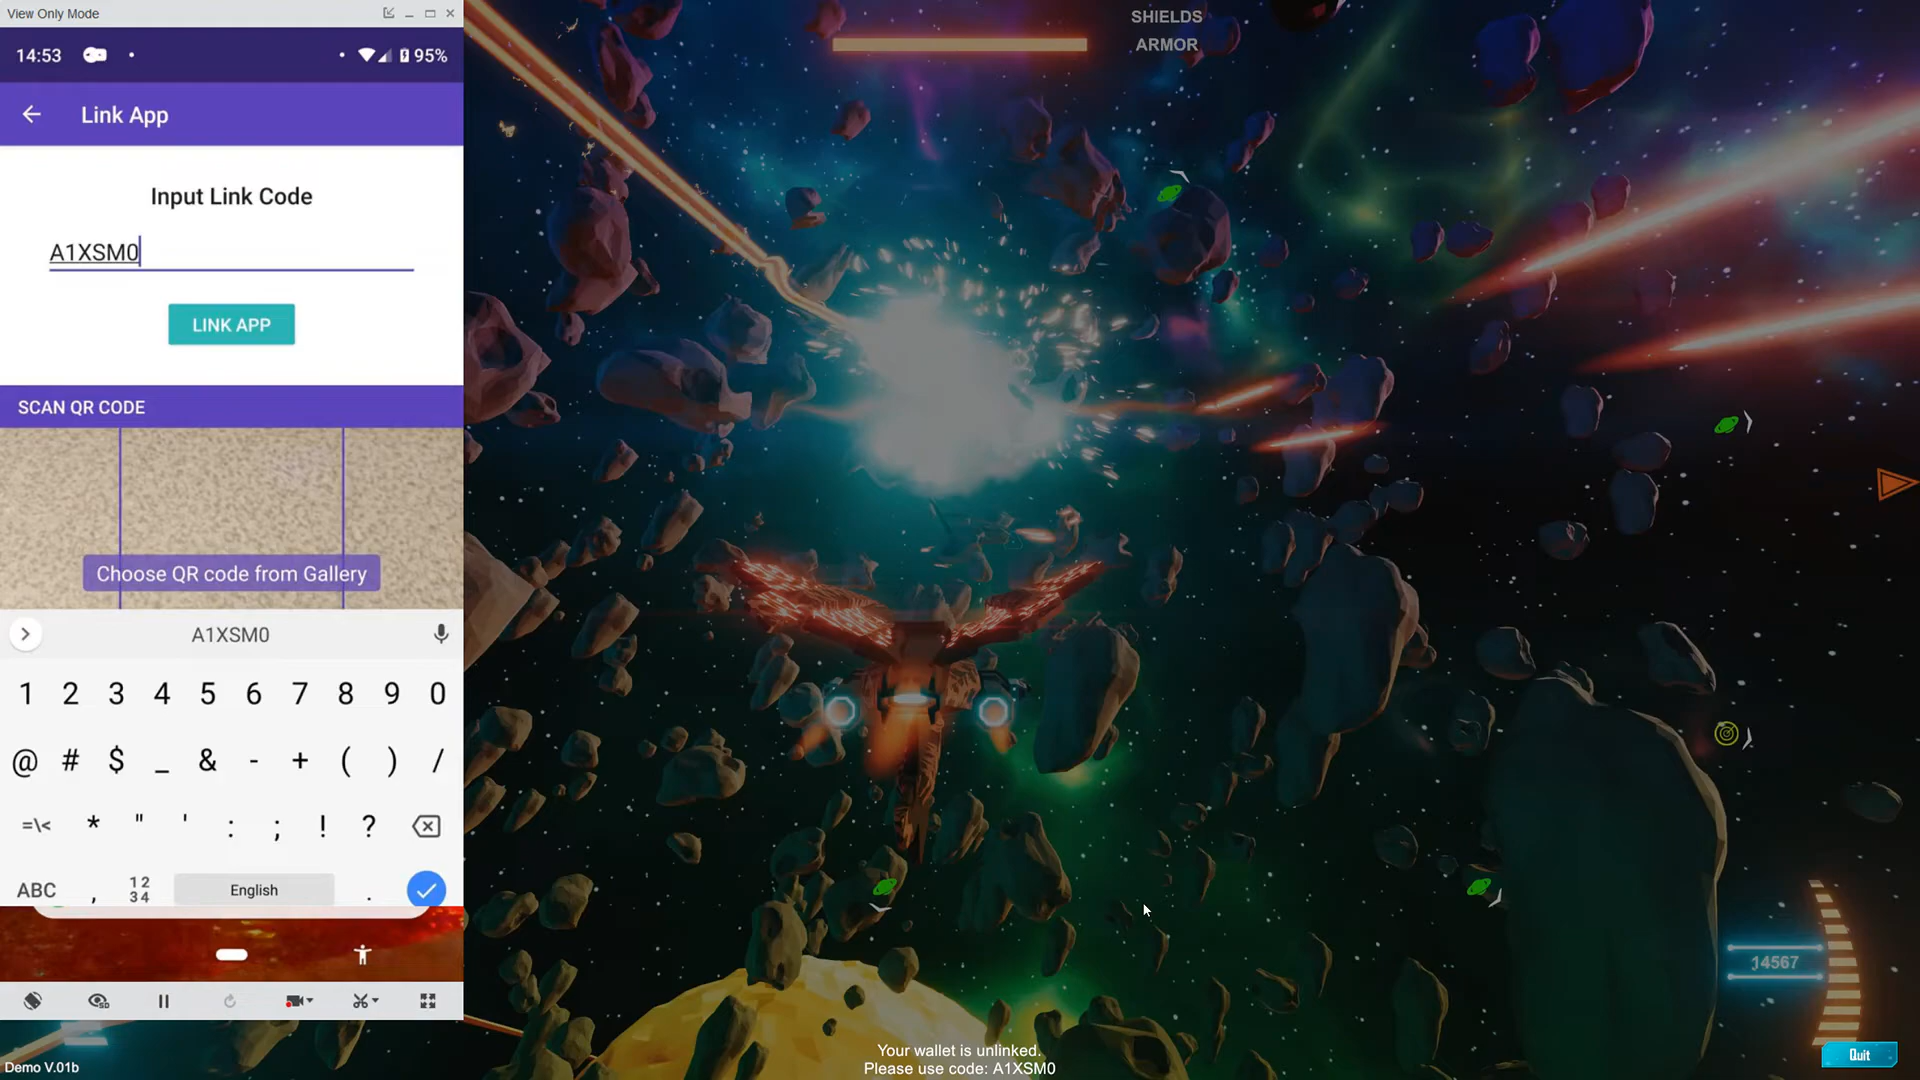 View Only Mode
14:53
95%
Link App
Input Link Code
A1XSM0
LINK APP
SCAN QR CODE
Choose QR code from Gallery
A1XSM0
1 2 3 4 5 6 7 8 9 0
@ # $ _ & - + ( ) /
=\< * " ' : ; ! ?
ABC , 12 34 English .
SHIELDS
ARMOR
14567
Your wallet is unlinked.
Please use code: A1XSM0
Demo V.01b
Quit